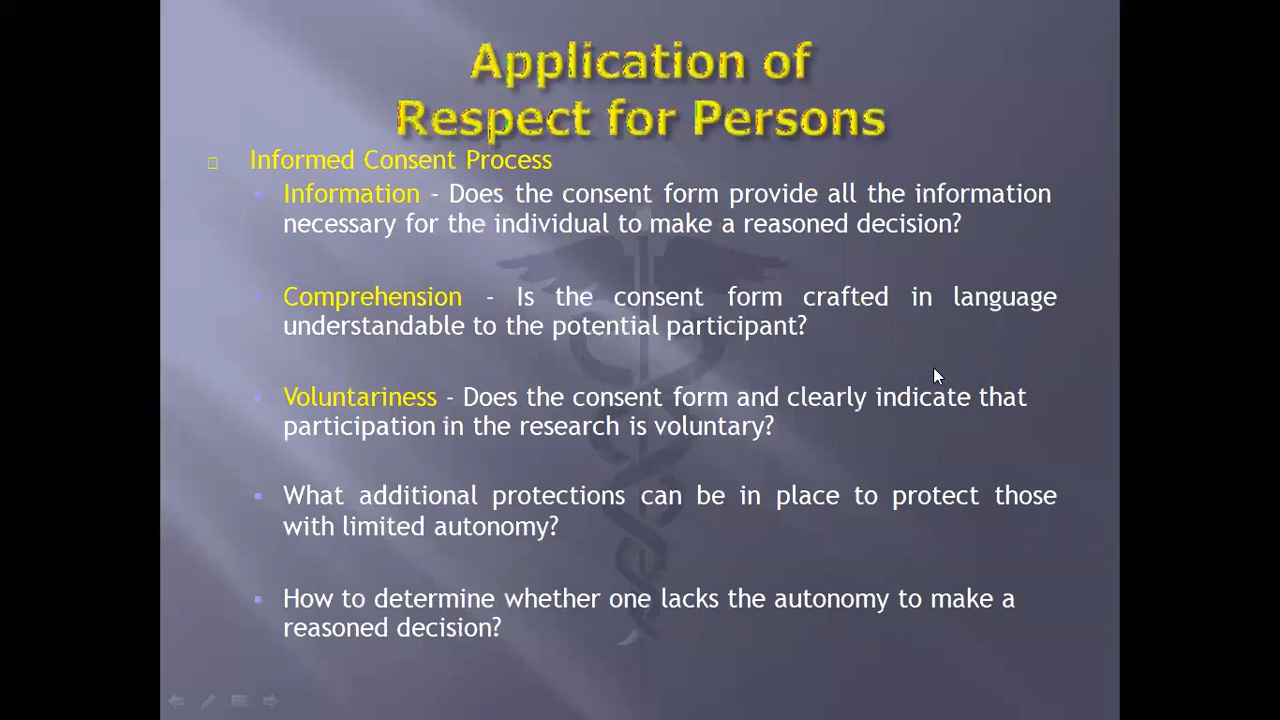 Application of
Respect for Persons
Informed Consent Process
Information - Does the consent form provide all the information
necessary for the individual to make a reasoned decision?
Comprehension - Is the consent form crafted in language
understandable to the potential participant?
Voluntariness - Does the consent form and clearly indicate that
participation in the research is voluntary?
What additional protections can be in place to protect those
with limited autonomy?
How to determine whether one lacks the autonomy to make a
reasoned decision?